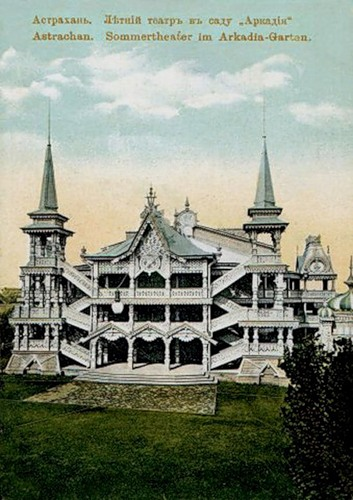 Астрахань. Лѣтній театръ въ саду „Аркадія“
Astrachan. Sommertheater im Arkadia-Garten.